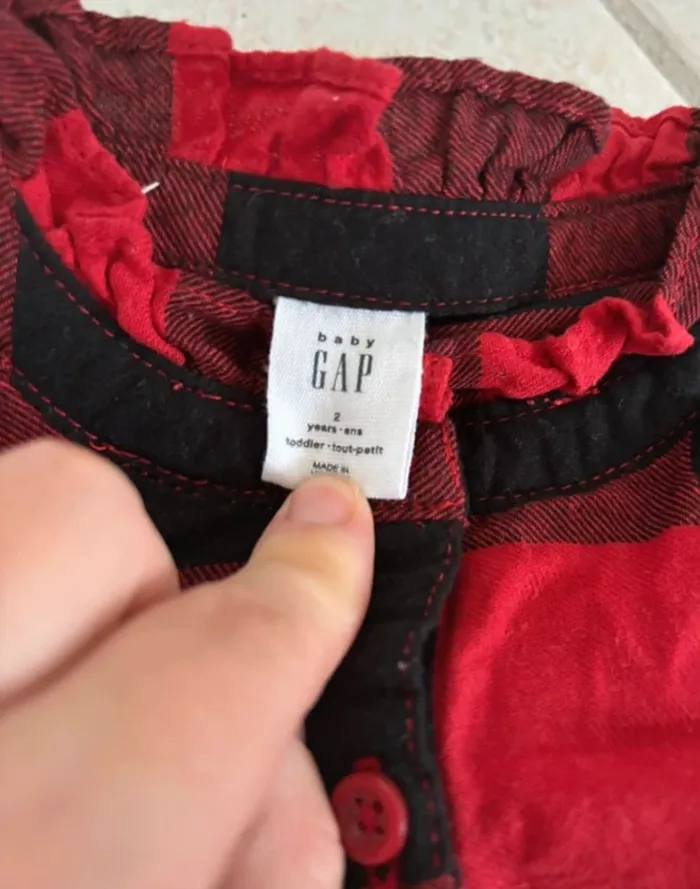 baby
GAP
2
years·ans
toddler·tout-petit
MADE IN